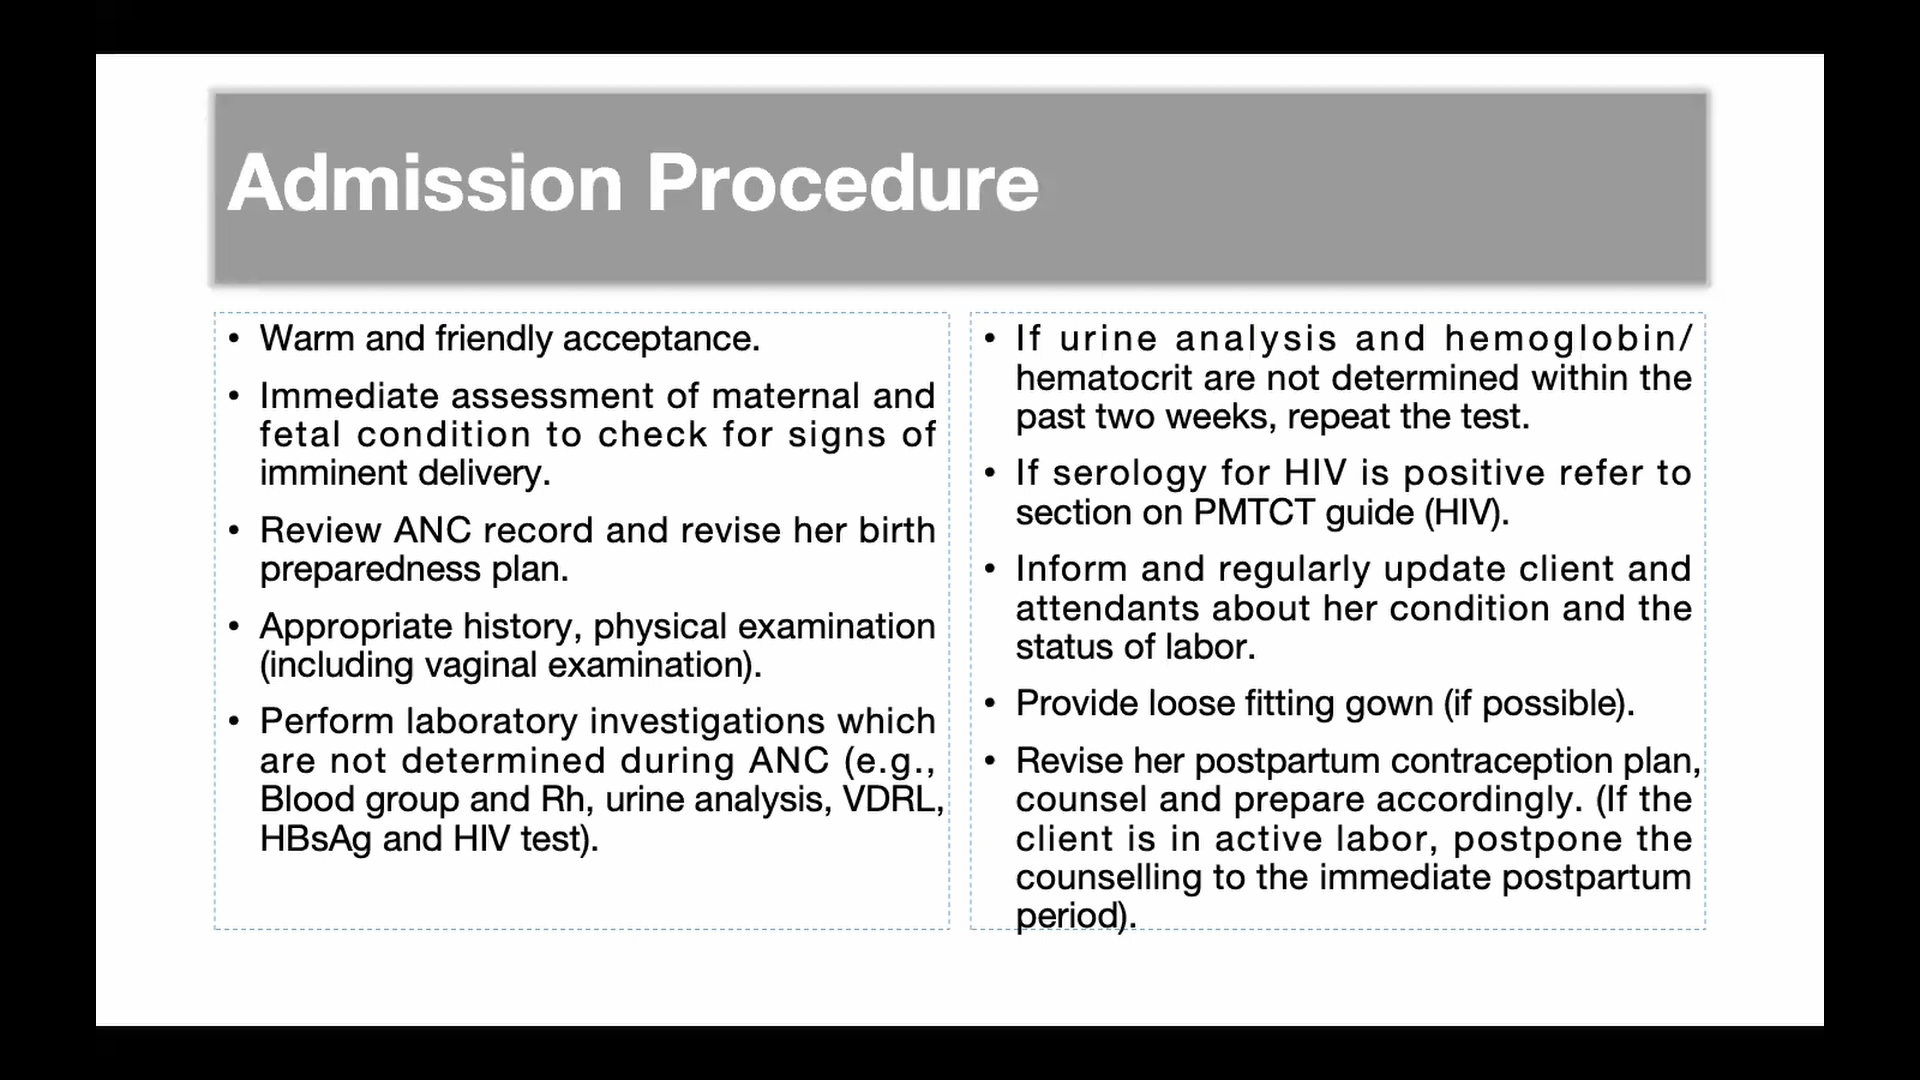 Admission Procedure
• Warm and friendly acceptance.
• Immediate assessment of maternal and
fetal condition to check for signs of
imminent delivery.
• Review ANC record and revise her birth
preparedness plan.
• Appropriate history, physical examination
(including vaginal examination).
• Perform laboratory investigations which
are not determined during ANC (e.g.,
Blood group and Rh, urine analysis, VDRL,
HBsAg and HIV test).
• If urine analysis and hemoglobin/
hematocrit are not determined within the
past two weeks, repeat the test.
• If serology for HIV is positive refer to
section on PMTCT guide (HIV).
• Inform and regularly update client and
attendants about her condition and the
status of labor.
• Provide loose fitting gown (if possible).
• Revise her postpartum contraception plan,
counsel and prepare accordingly. (If the
client is in active labor, postpone the
counselling to the immediate postpartum
period).